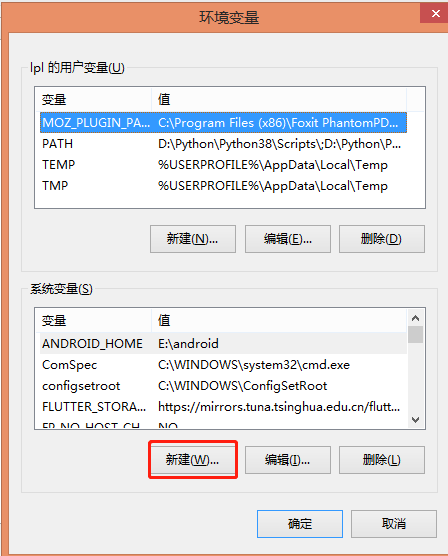 环境变量
lpl 的用户变量(U)
变量 值
MOZ_PLUGIN_PA... C:\Program Files (x86)\Foxit PhantomPD...
PATH D:\Python\Python38\Scripts\;D:\Python\P...
TEMP %USERPROFILE%\AppData\Local\Temp
TMP %USERPROFILE%\AppData\Local\Temp
新建(N)... 编辑(E)... 删除(D)
系统变量(S)
变量 值
ANDROID_HOME E:\android
ComSpec C:\WINDOWS\system32\cmd.exe
configsetroot C:\WINDOWS\ConfigSetRoot
FLUTTER_STORA... https://mirrors.tuna.tsinghua.edu.cn/flutt...
FP_NO_HOST_CH... NO
新建(W)... 编辑(I)... 删除(L)
确定 取消